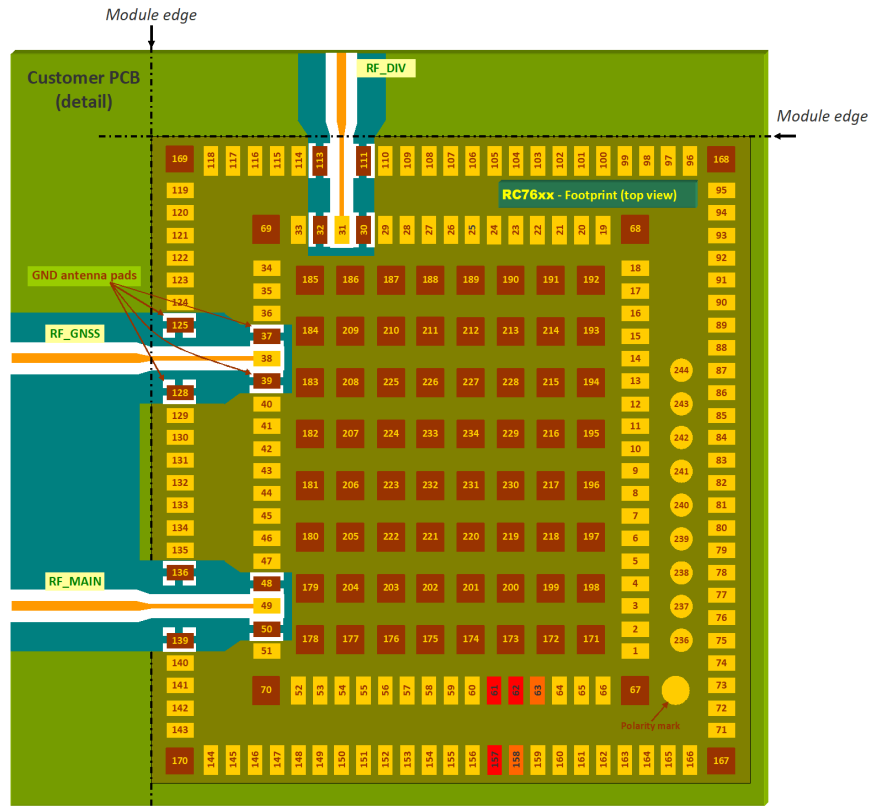 Module edge
RF_DIV
Customer PCB
(detail)
Module edge
169 118 117 116 115 114 113 111 110 109 108 107 106 105 104 103 102 101 100 99 98 97 96 168
RC76xx - Footprint (top view)
119 95
120 94
69 33 32 31 30 29 28 27 26 25 24 23 22 21 20 19 68
121 93
122 92
34 18
GND antenna pads
123 185 186 187 188 189 190 191 192 91
35 17
124 90
36 16
125 184 209 210 211 212 213 214 193 89
RF_GNSS
37 15
88
38 14
244 87
39 183 208 225 226 227 228 215 194 13
128 86
40 12 243
129 85
41 11
130 182 207 224 233 234 229 216 195 242 84
42 10
131 83
43 9 241
132 181 206 223 232 231 230 217 196 82
44 8
133 240 81
45 7
134 80
46 180 205 222 221 220 219 218 197 6 239
135 79
47 5
RF_MAIN
136 238 78
48 179 204 203 202 201 200 199 198 4
77
49 3 237
76
50 2
139 178 177 176 175 174 173 172 171 236 75
51 1
140 74
141 70 52 53 54 55 56 57 58 59 60 61 62 63 64 65 66 67 73
142 72
Polarity mark
143 71
170 144 145 146 147 148 149 150 151 152 153 154 155 156 157 158 159 160 161 162 163 164 165 166 167